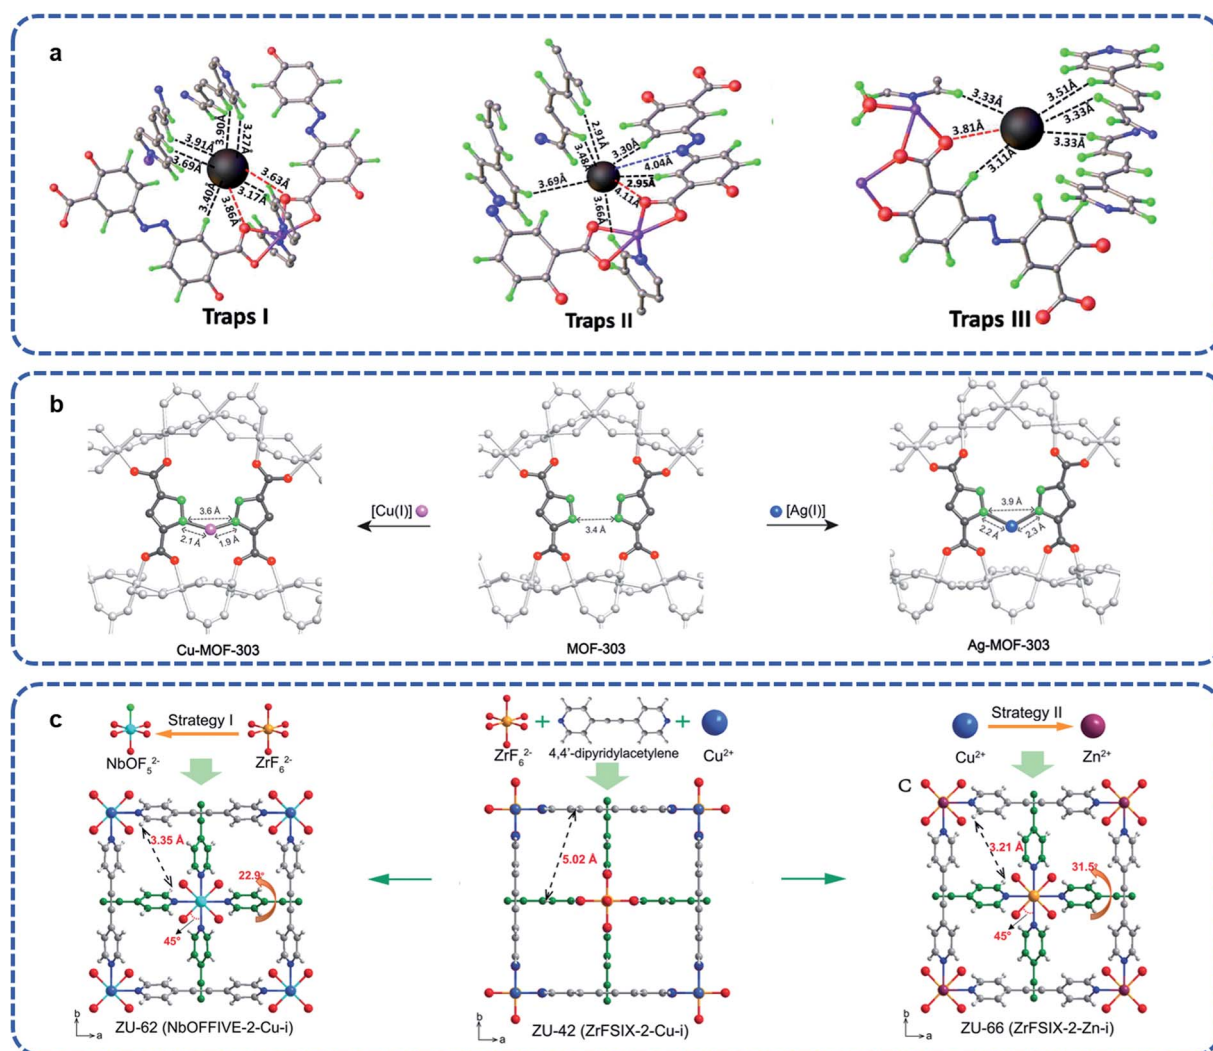 a
3.06Å
3.27Å
3.91Å
3.69Å
3.63Å
3.17Å
3.40Å
3.86Å
Traps I
2.91Å
3.48Å
3.30Å
4.04Å
3.69Å
2.95Å
4.11Å
3.66Å
Traps II
3.33Å
3.51Å
3.81Å
3.33Å
3.33Å
3.11Å
Traps III
b
3.6 Å
2.1 Å
1.9 Å
Cu-MOF-303
[Cu(I)]
3.4 Å
MOF-303
[Ag(I)]
3.9 Å
2.2 Å
2.3 Å
Ag-MOF-303
c
Strategy I
NbOF₅²⁻
ZrF₆²⁻
3.35 Å
22.9°
45°
b
a
ZU-62 (NbOFFIVE-2-Cu-i)
ZrF₆²⁻
+
4,4'-dipyridylacetylene
+
Cu²⁺
5.02 Å
b
a
ZU-42 (ZrFSIX-2-Cu-i)
Strategy II
Cu²⁺
Zn²⁺
C
3.21 Å
31.5°
45°
b
a
ZU-66 (ZrFSIX-2-Zn-i)